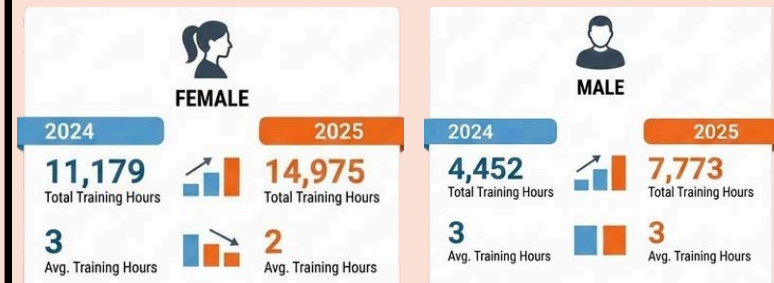 FEMALE
2024
2025
11,179
Total Training Hours
14,975
Total Training Hours
3
Avg. Training Hours
2
Avg. Training Hours
MALE
2024
2025
4,452
Total Training Hours
7,773
Total Training Hours
3
Avg. Training Hours
3
Avg. Training Hours